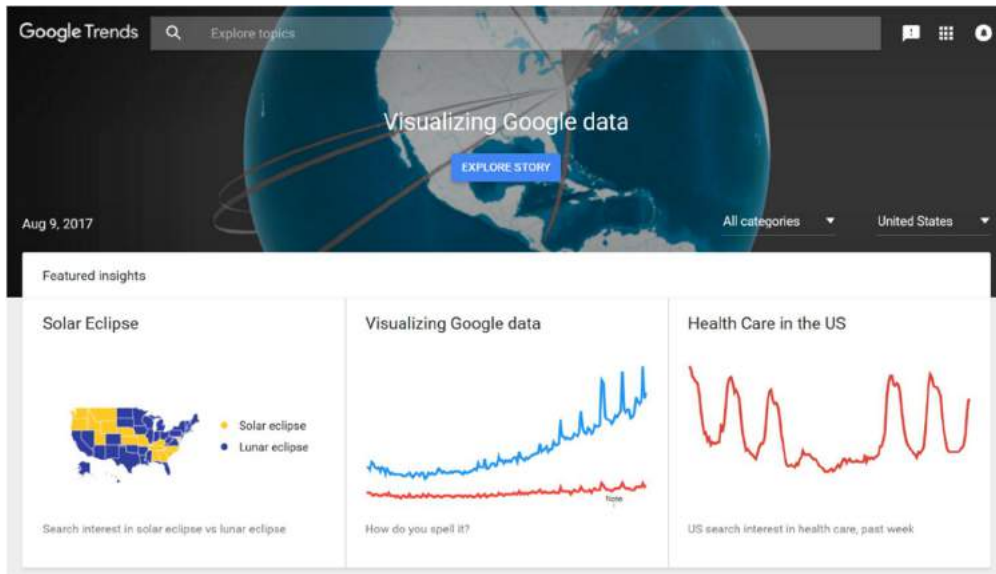 Google Trends
Explore topics
Visualizing Google data
EXPLORE STORY
Aug 9, 2017
All categories
United States
Featured insights
Solar Eclipse
Solar eclipse
Lunar eclipse
Search interest in solar eclipse vs lunar eclipse
Visualizing Google data
Note
How do you spell it?
Health Care in the US
US search interest in health care, past week